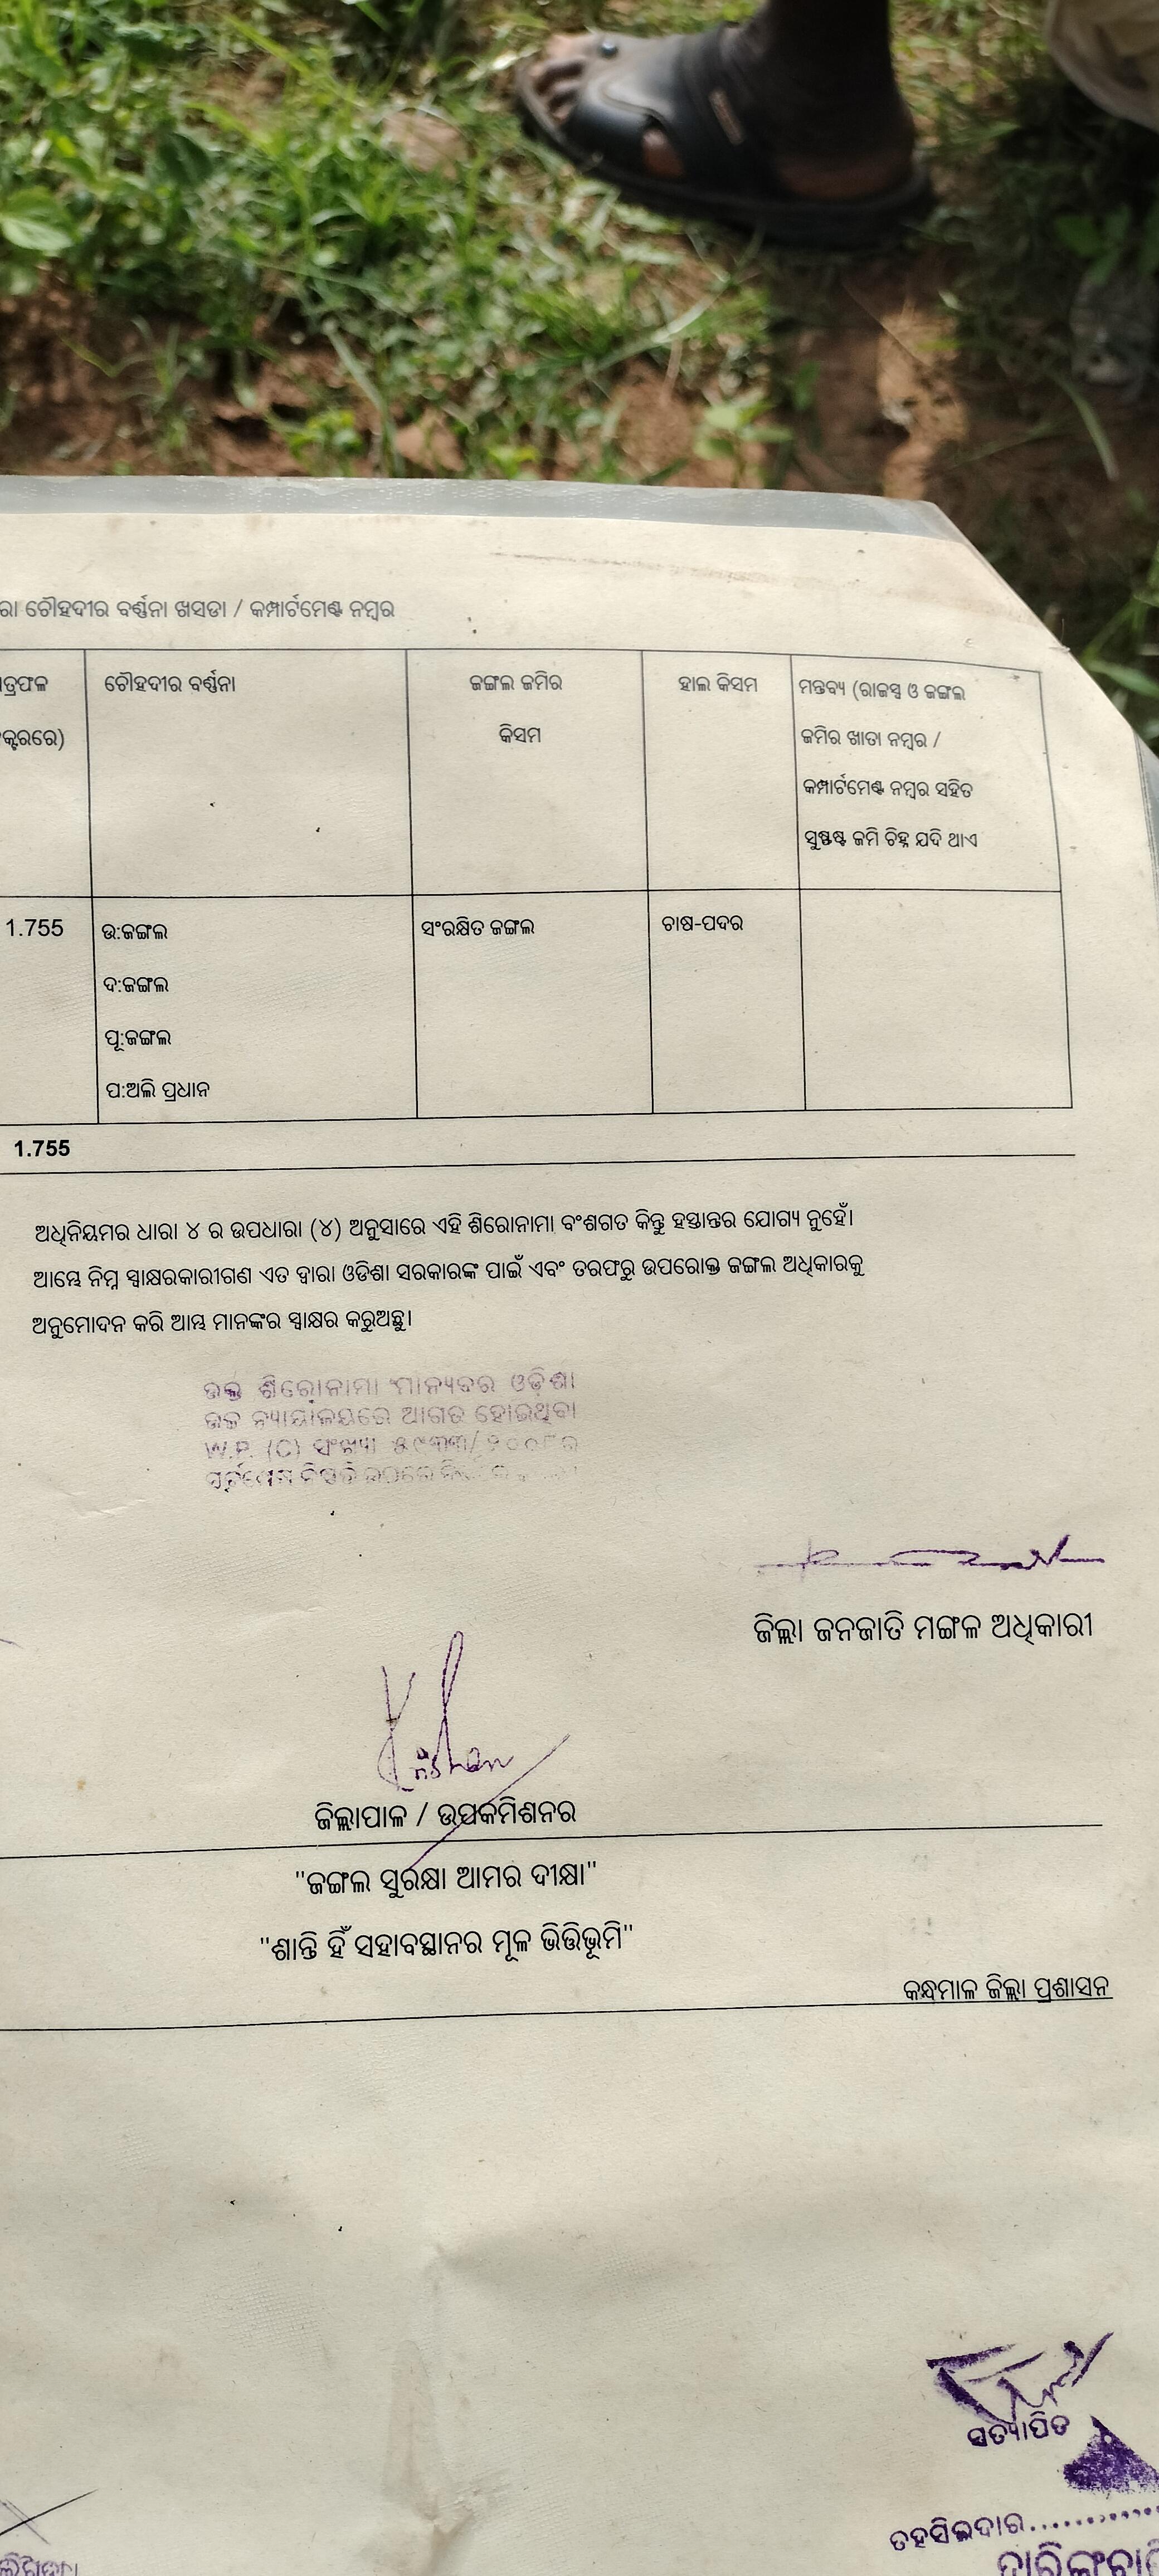 ଚୌହଦୀର ବର୍ଣ୍ଣନା ଖସଡା / କମ୍ପାର୍ଟମେଣ୍ଟ ନମ୍ବର
ଚୌହଦୀର ବର୍ଣ୍ଣନା
ଜଙ୍ଗଲ ଜମିର
କିସମ
ହାଲ କିସମ
ମନ୍ତବ୍ୟ (ରାଜସ୍ୱ ଓ ଜଙ୍ଗଲ
ଜମିର ଖାତା ନମ୍ବର /
କମ୍ପାର୍ଟମେଣ୍ଟ ନମ୍ବର ସହିତ
ସୁଷ୍ପଷ୍ଟ ଜମି ଚିହ୍ନ ଯଦି ଥାଏ
1.755
ଉ:ଜଙ୍ଗଲ
ଦ:ଜଙ୍ଗଲ
ପୂ:ଜଙ୍ଗଲ
ପ:ଅଲି ପ୍ରଧାନ
ସଂରକ୍ଷିତ ଜଙ୍ଗଲ
ଚାଷ-ପଦର
1.755
ଅଧିନିୟମର ଧାରା ୪ ର ଉପଧାରା (୪) ଅନୁସାରେ ଏହି ଶିରୋନାମା ବଂଶଗତ କିନ୍ତୁ ହସ୍ତାନ୍ତର ଯୋଗ୍ୟ ନୁହେଁ।
ଆମ୍ଭେ ନିମ୍ନ ସ୍ୱାକ୍ଷରକାରୀଗଣ ଏତ ଦ୍ୱାରା ଓଡିଶା ସରକାରଙ୍କ ପାଇଁ ଏବଂ ତରଫରୁ ଉପରୋକ୍ତ ଜଙ୍ଗଲ ଅଧିକାରକୁ
ଅନୁମୋଦନ କରି ଆମ୍ଭ ମାନଙ୍କର ସ୍ୱାକ୍ଷର କରୁଅଛୁ।
ଉକ୍ତ ଶିରୋନାମା ମାନ୍ୟବର ଓଡ଼ିଶା
ନ୍ୟାୟାଳୟରେ ଆଗତ ହୋଇଥିବା
W.P. (C) ସଂଖ୍ୟା
ଜିଲ୍ଲା ଜନଜାତି ମଙ୍ଗଳ ଅଧିକାରୀ
Krishan
ଜିଲ୍ଲାପାଳ / ଉପକମିଶନର
"ଜଙ୍ଗଲ ସୁରକ୍ଷା ଆମର ଦୀକ୍ଷା"
"ଶାନ୍ତି ହିଁ ସହାବସ୍ଥାନର ମୂଳ ଭିତ୍ତିଭୂମି"
କନ୍ଧମାଳ ଜିଲ୍ଲା ପ୍ରଶାସନ
ସତ୍ୟାପିତ
ତହସିଲଦାର............